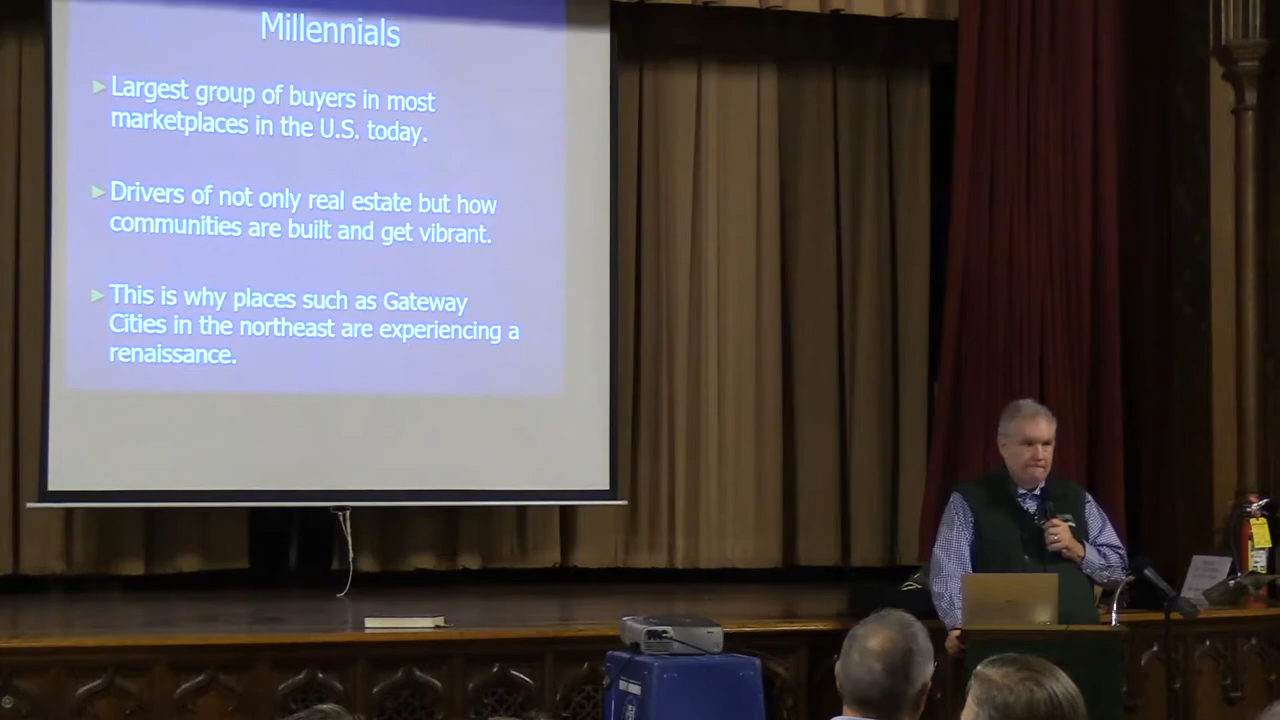 Millennials
Largest group of buyers in most
marketplaces in the U.S. today.
Drivers of not only real estate but how
communities are built and get vibrant.
This is why places such as Gateway
Cities in the northeast are experiencing a
renaissance.